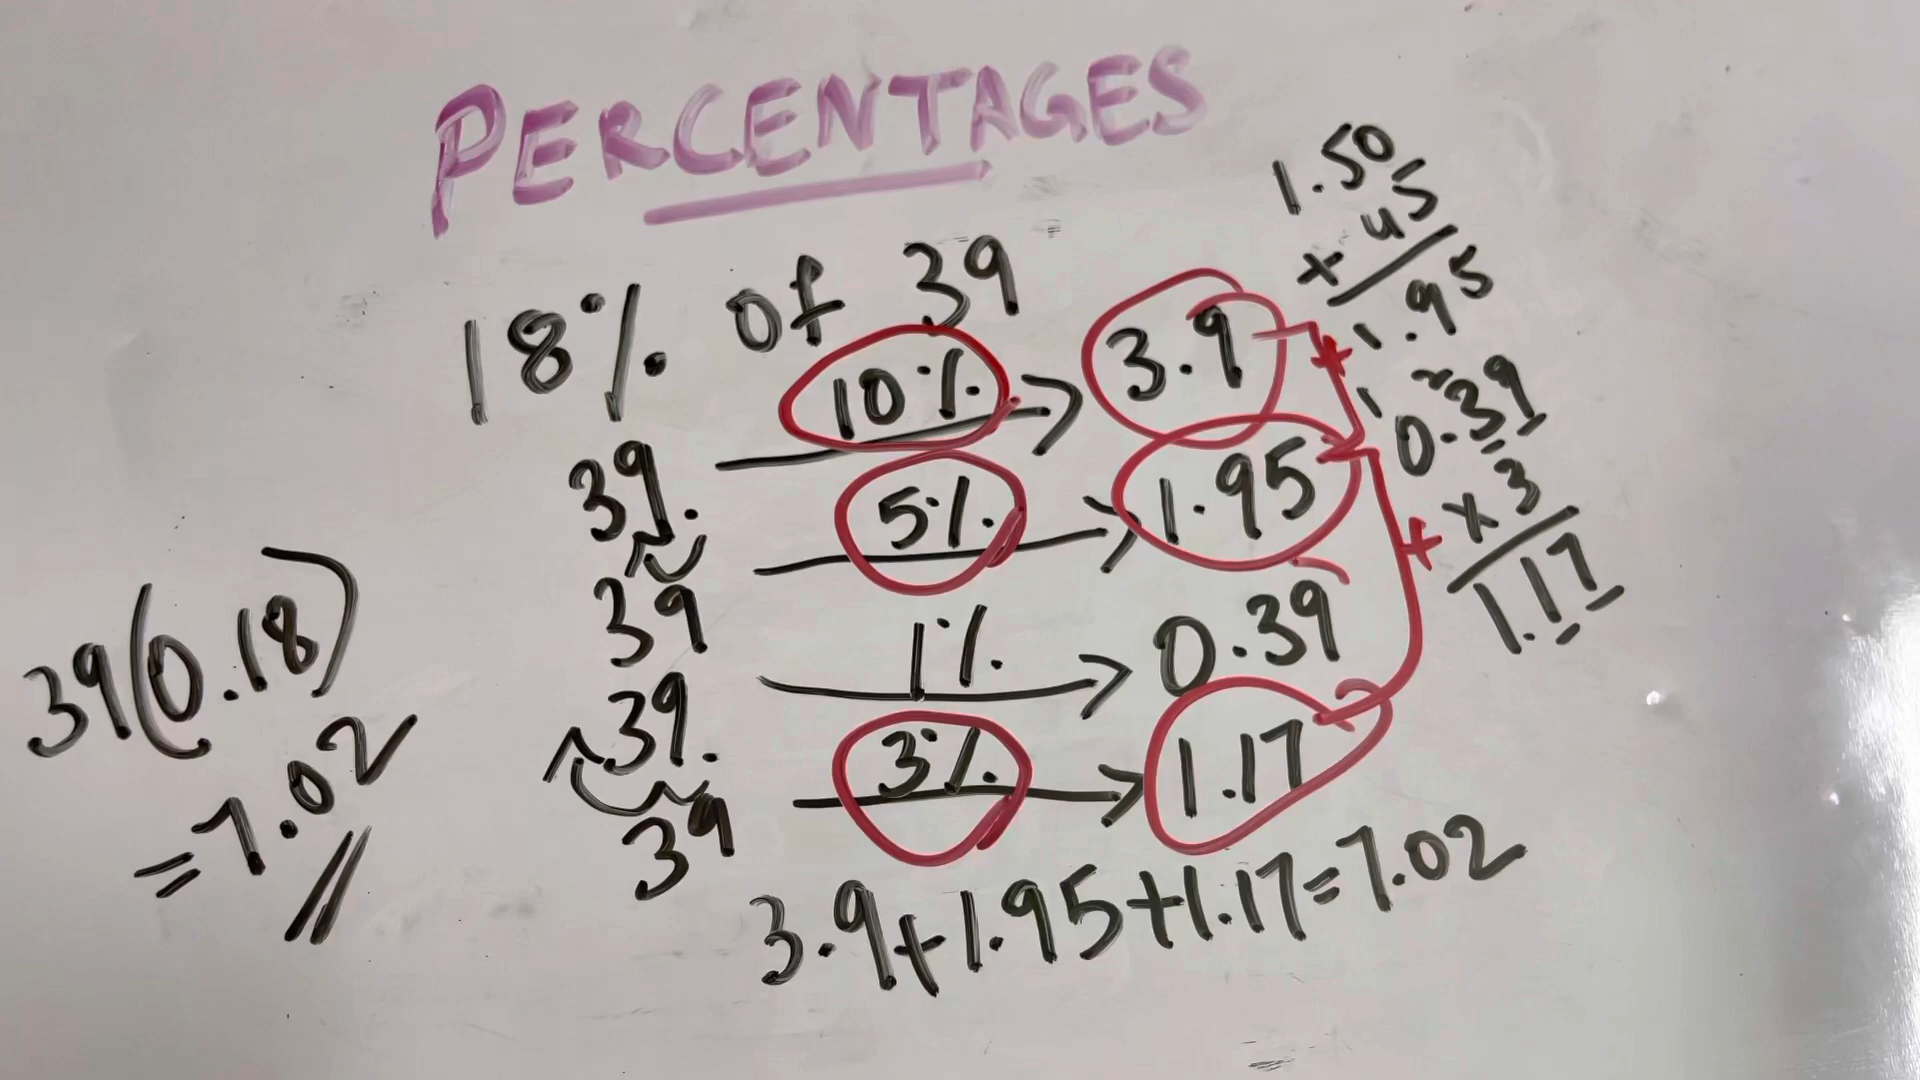 PERCENTAGES
18% of 39
39. 10% → 3.9
39 5% → 1.95
39. 1% → 0.39
39 3% → 1.17
3.9+1.95+1.17=7.02
39(0.18)
=7.02
1.50
x 45
1.95
0.39
x 3
1.17